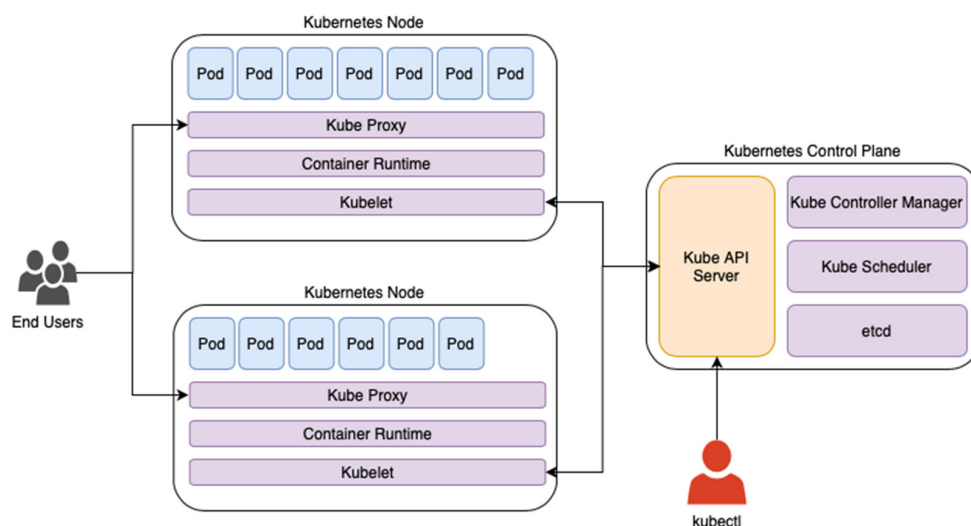 Kubernetes Node
Pod Pod Pod Pod Pod Pod Pod
Kube Proxy
Container Runtime
Kubelet
End Users
Kubernetes Node
Pod Pod Pod Pod Pod Pod
Kube Proxy
Container Runtime
Kubelet
Kubernetes Control Plane
Kube API
Server
Kube Controller Manager
Kube Scheduler
etcd
kubectl